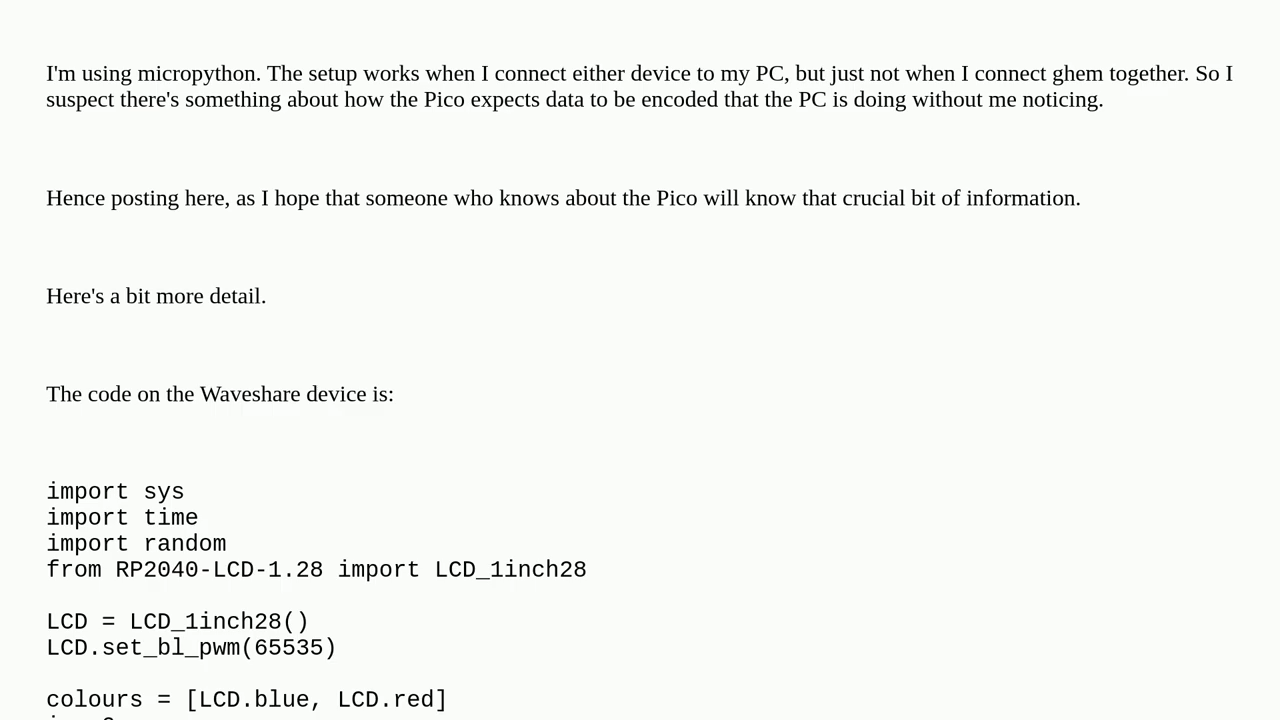 I'm using micropython. The setup works when I connect either device to my PC, but just not when I connect ghem together. So I
suspect there's something about how the Pico expects data to be encoded that the PC is doing without me noticing.
Hence posting here, as I hope that someone who knows about the Pico will know that crucial bit of information.
Here's a bit more detail.
The code on the Waveshare device is:
import sys
import time
import random
from RP2040-LCD-1.28 import LCD_1inch28
LCD = LCD_1inch28()
LCD.set_bl_pwm(65535)
colours = [LCD.blue, LCD.red]